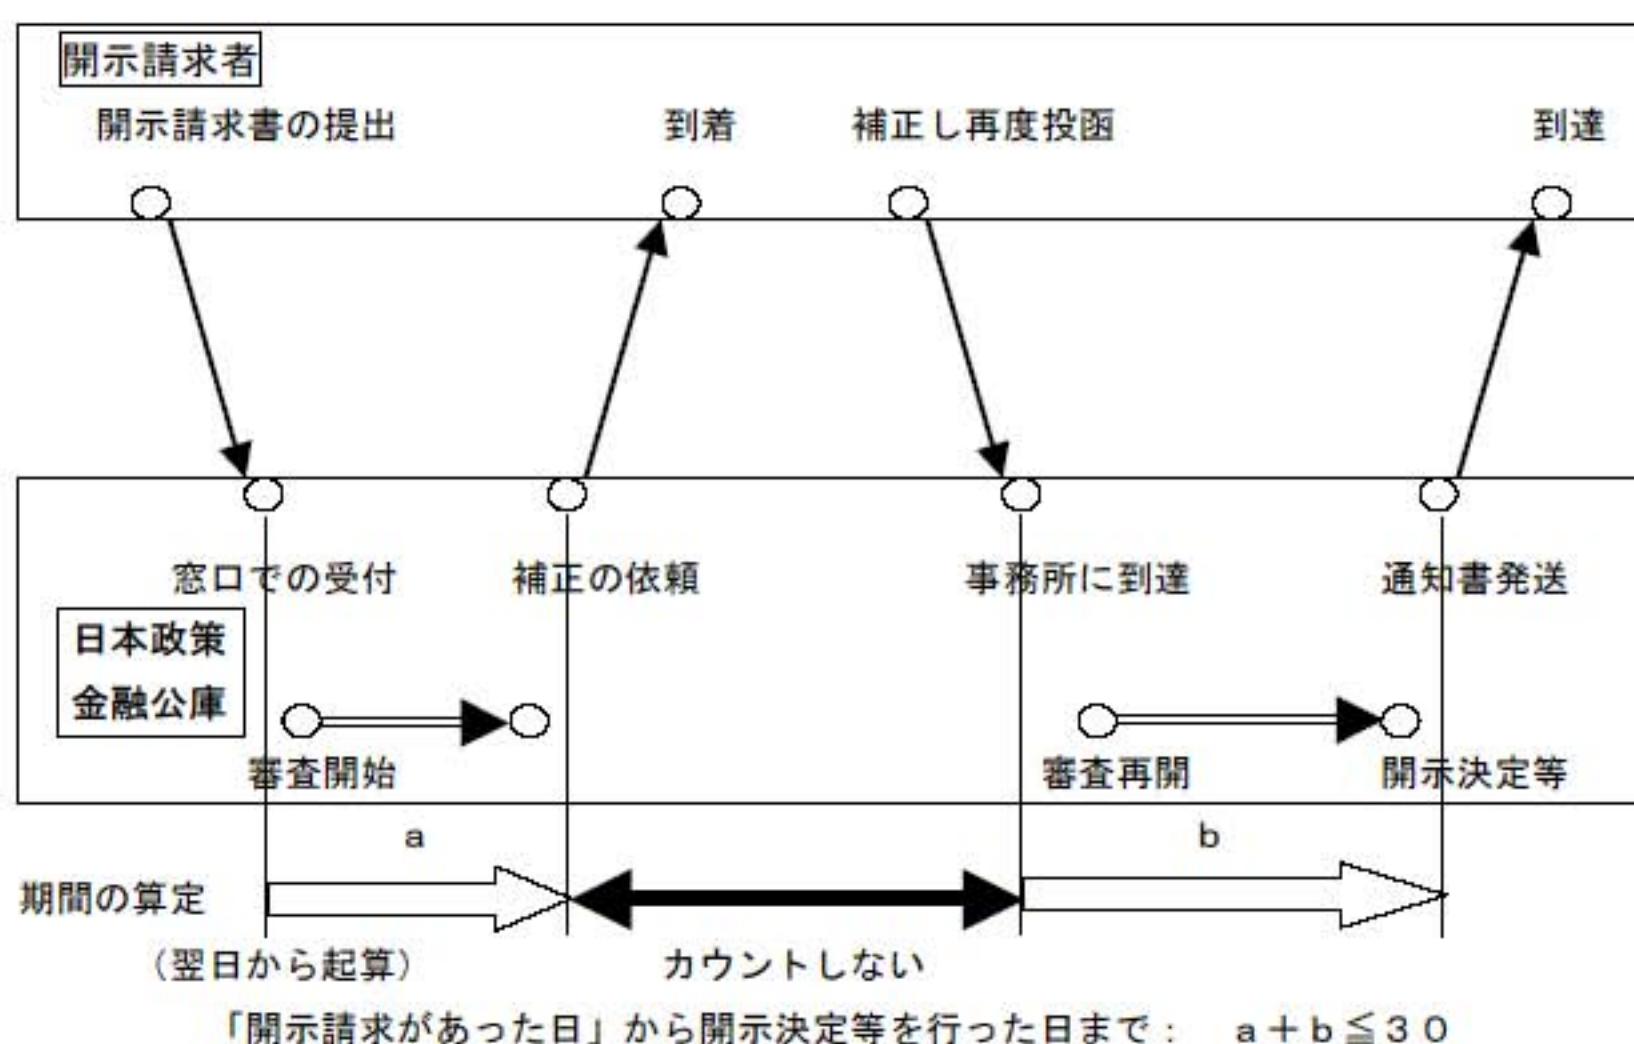 開示請求者
開示請求書の提出 到着 補正し再度投函 到達
窓口での受付 補正の依頼 事務所に到達 通知書発送
日本政策
金融公庫
審査開始 審査再開 開示決定等
a b
期間の算定
（翌日から起算） カウントしない
「開示請求があった日」から開示決定等を行った日まで： a＋b≦３０